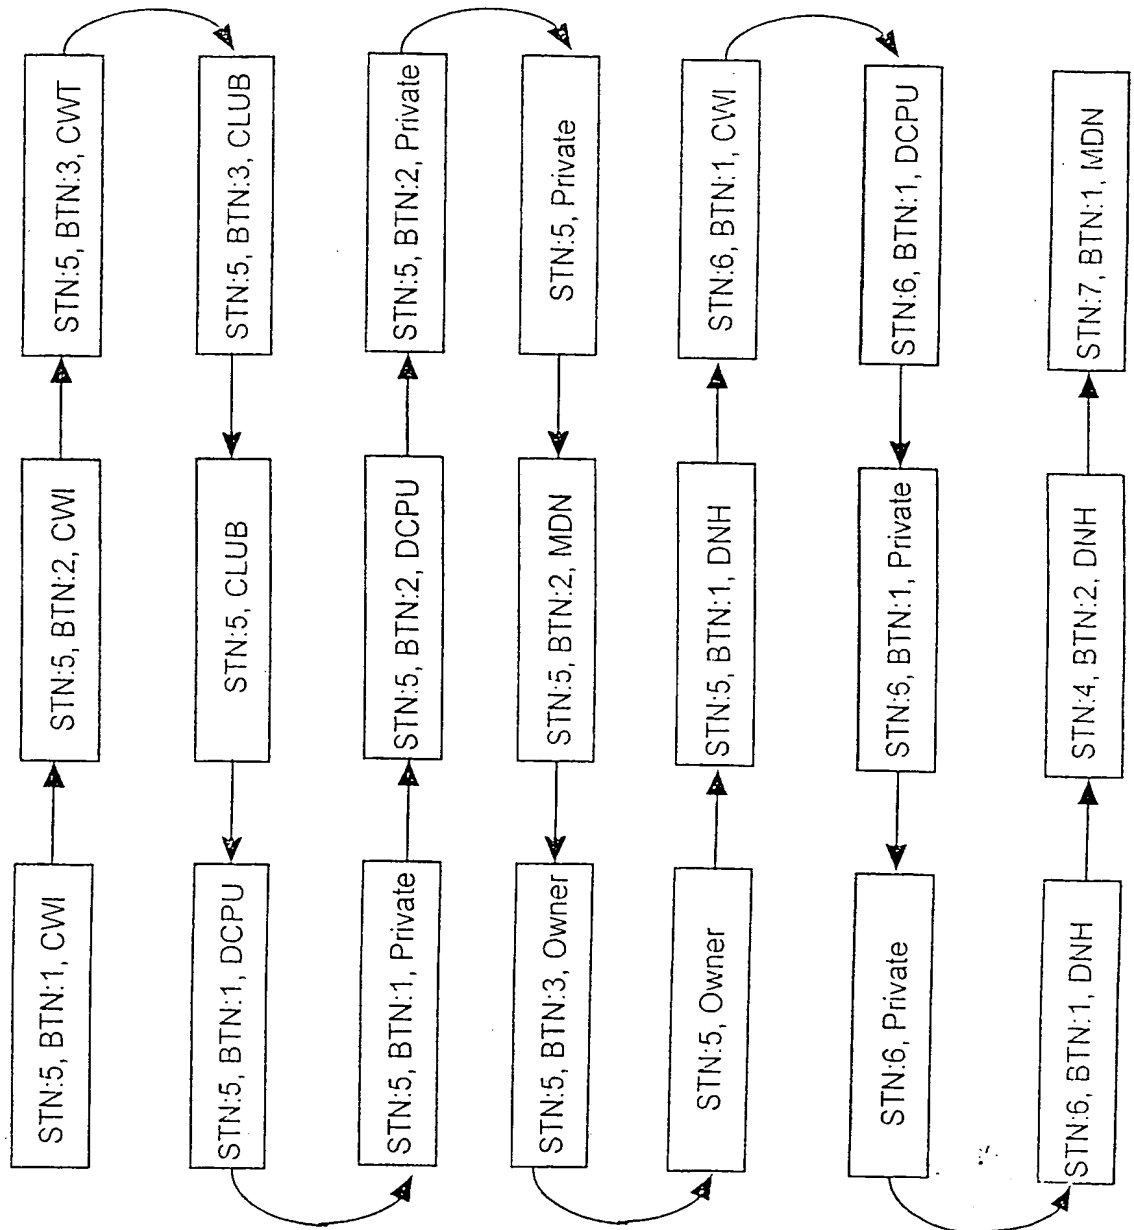 STN:5, BTN:1, CWI
STN:5, BTN:2, CWI
STN:5, BTN:3, CWT
STN:5, BTN:3, CLUB
STN:5, CLUB
STN:5, BTN:1, DCPU
STN:5, BTN:1, Private
STN:5, BTN:2, DCPU
STN:5, BTN:2, Private
STN:5, Private
STN:5, BTN:2, MDN
STN:5, BTN:3, Owner
STN:5, Owner
STN:5, BTN:1, DNH
STN:6, BTN:1, CWI
STN:6, BTN:1, DCPU
STN:6, BTN:1, Private
STN:6, Private
STN:6, BTN:1, DNH
STN:4, BTN:2, DNH
STN:7, BTN:1, MDN